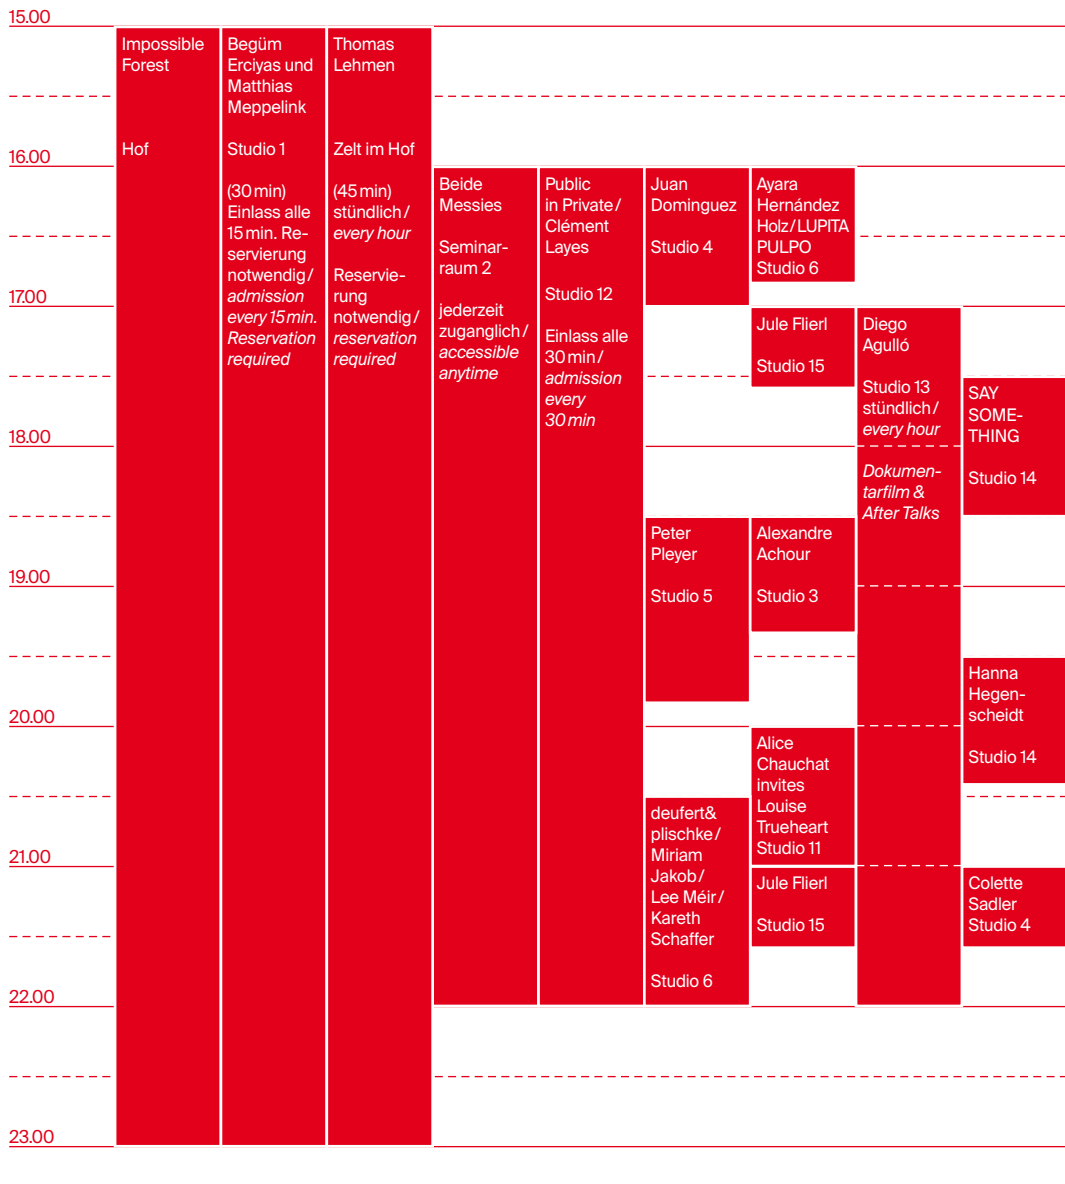 15.00
16.00
17.00
18.00
19.00
20.00
21.00
22.00
23.00
Impossible
Forest
Hof
Begüm
Erciyas und
Matthias
Meppelink
Studio 1
(30 min)
Einlass alle
15 min. Re-
servierung
notwendig /
admission
every 15 min.
Reservation
required
Thomas
Lehmen
Zelt im Hof
(45 min)
stündlich /
every hour
Reservie-
rung
notwendig /
reservation
required
Beide
Messies
Seminar-
raum 2
jederzeit
zuganglich /
accessible
anytime
Public
in Private /
Clément
Layes
Studio 12
Einlass alle
30 min /
admission
every
30 min
Juan
Dominguez
Studio 4
Peter
Pleyer
Studio 5
deufert&
plischke /
Miriam
Jakob /
Lee Méir /
Kareth
Schaffer
Studio 6
Ayara
Hernández
Holz / LUPITA
PULPO
Studio 6
Jule Flierl
Studio 15
Alexandre
Achour
Studio 3
Alice
Chauchat
invites
Louise
Trueheart
Studio 11
Jule Flierl
Studio 15
Diego
Agulló
Studio 13
stündlich /
every hour
Dokumen-
tarfilm &
After Talks
SAY
SOME-
THING
Studio 14
Hanna
Hegen-
scheidt
Studio 14
Colette
Sadler
Studio 4